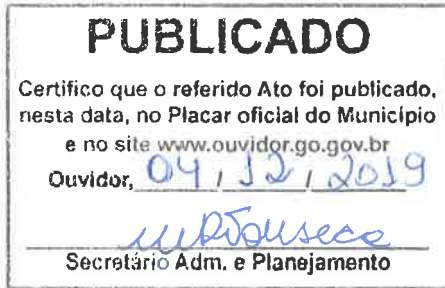 PUBLICADO
Certifico que o referido Ato foi publicado,
nesta data, no Placar oficial do Município
e no site www.ouvidor.go.gov.br
Ouvidor, 04 / 12 / 2019
Secretário Adm. e Planejamento